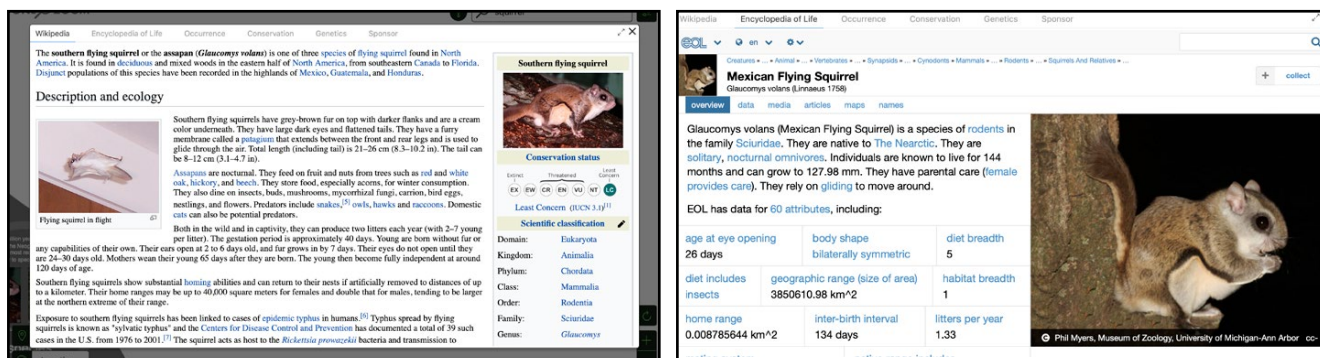 Wikipedia Encyclopedia of Life Occurrence Conservation Genetics Sponsor
The southern flying squirrel or the assapan (Glaucomys volans) is one of three species of flying squirrel found in North
America. It is found in deciduous and mixed woods in the eastern half of North America, from southeastern Canada to Florida.
Disjunct populations of this species have been recorded in the highlands of Mexico, Guatemala, and Honduras.
Description and ecology
Flying squirrel in flight
Southern flying squirrels have grey-brown fur on top with darker flanks and are a cream
color underneath. They have large dark eyes and flattened tails. They have a furry
membrane called a patagium that extends between the front and rear legs and is used to
glide through the air. Total length (including tail) is 21–26 cm (8.3–10.2 in). The tail can
be 8–12 cm (3.1–4.7 in).
Assapans are nocturnal. They feed on fruit and nuts from trees such as red and white
oak, hickory, and beech. They store food, especially acorns, for winter consumption.
They also dine on insects, buds, mushrooms, mycorrhizal fungi, carrion, bird eggs,
nestlings, and flowers. Predators include snakes,[5] owls, hawks and raccoons. Domestic
cats can also be potential predators.
Both in the wild and in captivity, they can produce two litters each year (with 2–7 young
per litter). The gestation period is approximately 40 days. Young are born without fur or
any capabilities of their own. Their ears open at 2 to 6 days old, and fur grows in by 7 days. Their eyes do not open until they
are 24–30 days old. Mothers wean their young 65 days after they are born. The young then become fully independent at around
120 days of age.
Southern flying squirrels show substantial homing abilities and can return to their nests if artificially removed to distances of up
to a kilometer. Their home ranges may be up to 40,000 square meters for females and double that for males, tending to be larger
at the northern extreme of their range.
Exposure to southern flying squirrels has been linked to cases of epidemic typhus in humans.[6] Typhus spread by flying
squirrels is known as "sylvatic typhus" and the Centers for Disease Control and Prevention has documented a total of 39 such
cases in the U.S. from 1976 to 2001.[7] The squirrel acts as host to the Rickettsia prowazekii bacteria and transmission to
Southern flying squirrel
Conservation status
Extinct Threatened Least Concern
EX EW CR EN VU NT LC
Least Concern (IUCN 3.1)[1]
Scientific classification
Domain: Eukaryota
Kingdom: Animalia
Phylum: Chordata
Class: Mammalia
Order: Rodentia
Family: Sciuridae
Genus: Glaucomys
Wikipedia Encyclopedia of Life Occurrence Conservation Genetics Sponsor
eol en
Creatures » ... » Animal » ... » Vertebrates » ... » Synapsids » ... » Cynodonts » Mammals » ... » Rodents » ... » Squirrels And Relatives » ...
Mexican Flying Squirrel
Glaucomys volans (Linnaeus 1758)
+ collect
overview data media articles maps names
Glaucomys volans (Mexican Flying Squirrel) is a species of rodents in
the family Sciuridae. They are native to The Nearctic. They are
solitary, nocturnal omnivores. Individuals are known to live for 144
months and can grow to 127.98 mm. They have parental care (female
provides care). They rely on gliding to move around.
EOL has data for 60 attributes, including:
age at eye opening body shape diet breadth
26 days bilaterally symmetric 5
diet includes geographic range (size of area) habitat breadth
insects 3850610.98 km^2 1
home range inter-birth interval litters per year
0.008785644 km^2 134 days 1.33
© Phil Myers, Museum of Zoology, University of Michigan-Ann Arbor cc-